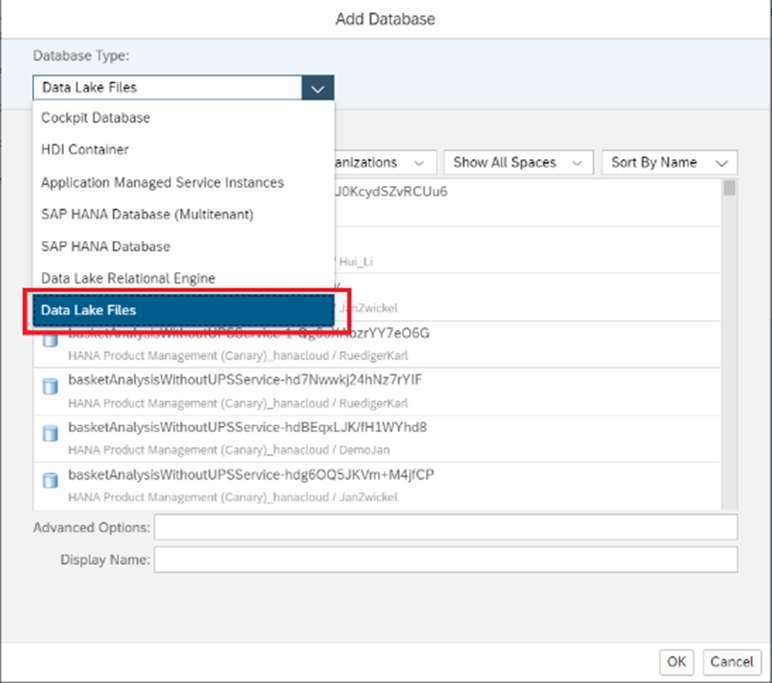 Add Database
Database Type:
Data Lake Files
Cockpit Database
HDI Container
Application Managed Service Instances
SAP HANA Database (Multitenant)
SAP HANA Database
Data Lake Relational Engine
Data Lake Files
anizations
Show All Spaces
Sort By Name
J0KcydSZvRCUu6
/ Hui_Li
/ JanZwickel
HANA Product Management (Canary)_hanacloud / RuedigerKarl
basketAnalysisWithoutUPSService-hd7Nwwkj24hNz7rYIF
HANA Product Management (Canary)_hanacloud / RuedigerKarl
basketAnalysisWithoutUPSService-hdBEqxLJK/fH1WYhd8
HANA Product Management (Canary)_hanacloud / DemoJan
basketAnalysisWithoutUPSService-hdg6OQ5JKVm+M4jfCP
HANA Product Management (Canary)_hanacloud / JanZwickel
Advanced Options:
Display Name:
OK
Cancel